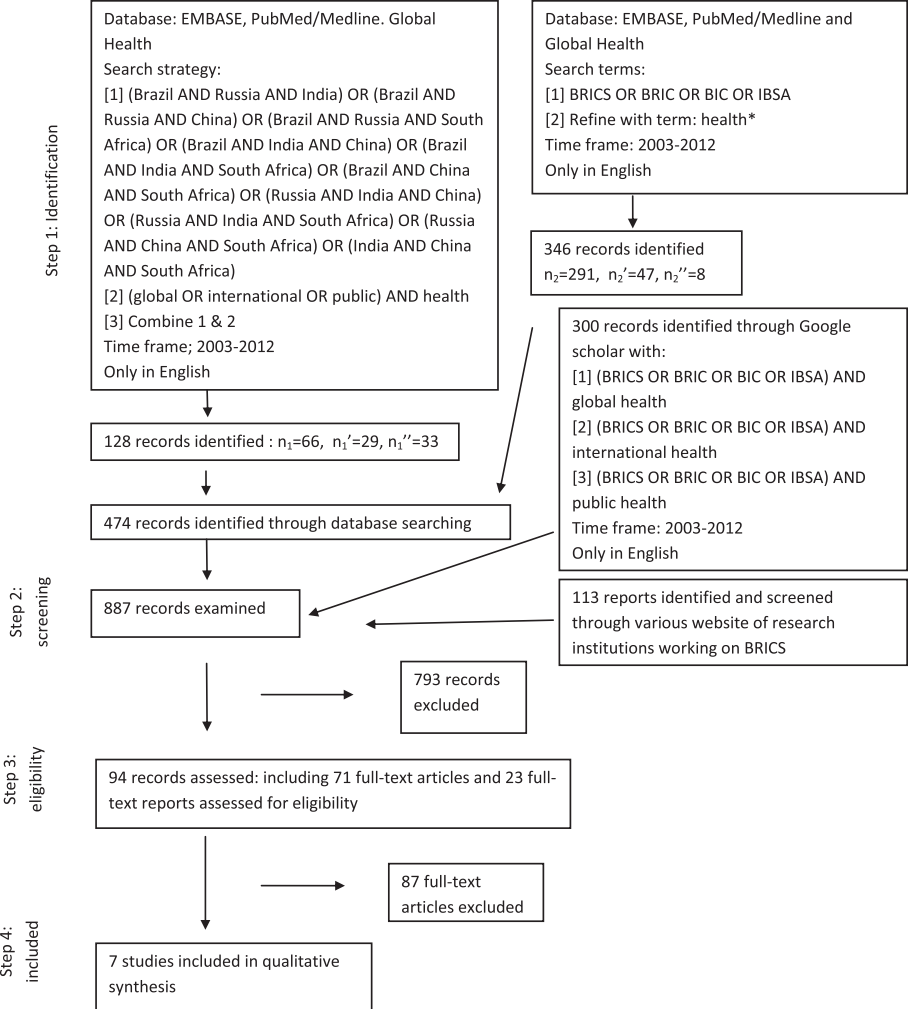 Database: EMBASE, PubMed/Medline. Global
Health
Search strategy:
[1] (Brazil AND Russia AND India) OR (Brazil AND
Russia AND China) OR (Brazil AND Russia AND South
Africa) OR (Brazil AND India AND China) OR (Brazil
AND India AND South Africa) OR (Brazil AND China
AND South Africa) OR (Russia AND India AND China)
OR (Russia AND India AND South Africa) OR (Russia
AND China AND South Africa) OR (India AND China
AND South Africa)
[2] (global OR international OR public) AND health
[3] Combine 1 & 2
Time frame; 2003-2012
Only in English
Database: EMBASE, PubMed/Medline and
Global Health
Search terms:
[1] BRICS OR BRIC OR BIC OR IBSA
[2] Refine with term: health*
Time frame: 2003-2012
Only in English
Step 1: Identification
346 records identified
n₂=291, n₂’=47, n₂’’=8
300 records identified through Google
scholar with:
[1] (BRICS OR BRIC OR BIC OR IBSA) AND
global health
[2] (BRICS OR BRIC OR BIC OR IBSA) AND
international health
[3] (BRICS OR BRIC OR BIC OR IBSA) AND
public health
Time frame: 2003-2012
Only in English
128 records identified : n₁=66, n₁’=29, n₁’’=33
474 records identified through database searching
Step 2:
screening
887 records examined
113 reports identified and screened
through various website of research
institutions working on BRICS
793 records
excluded
Step 3:
eligibility
94 records assessed: including 71 full-text articles and 23 full-
text reports assessed for eligibility
87 full-text
articles excluded
Step 4:
included
7 studies included in qualitative
synthesis